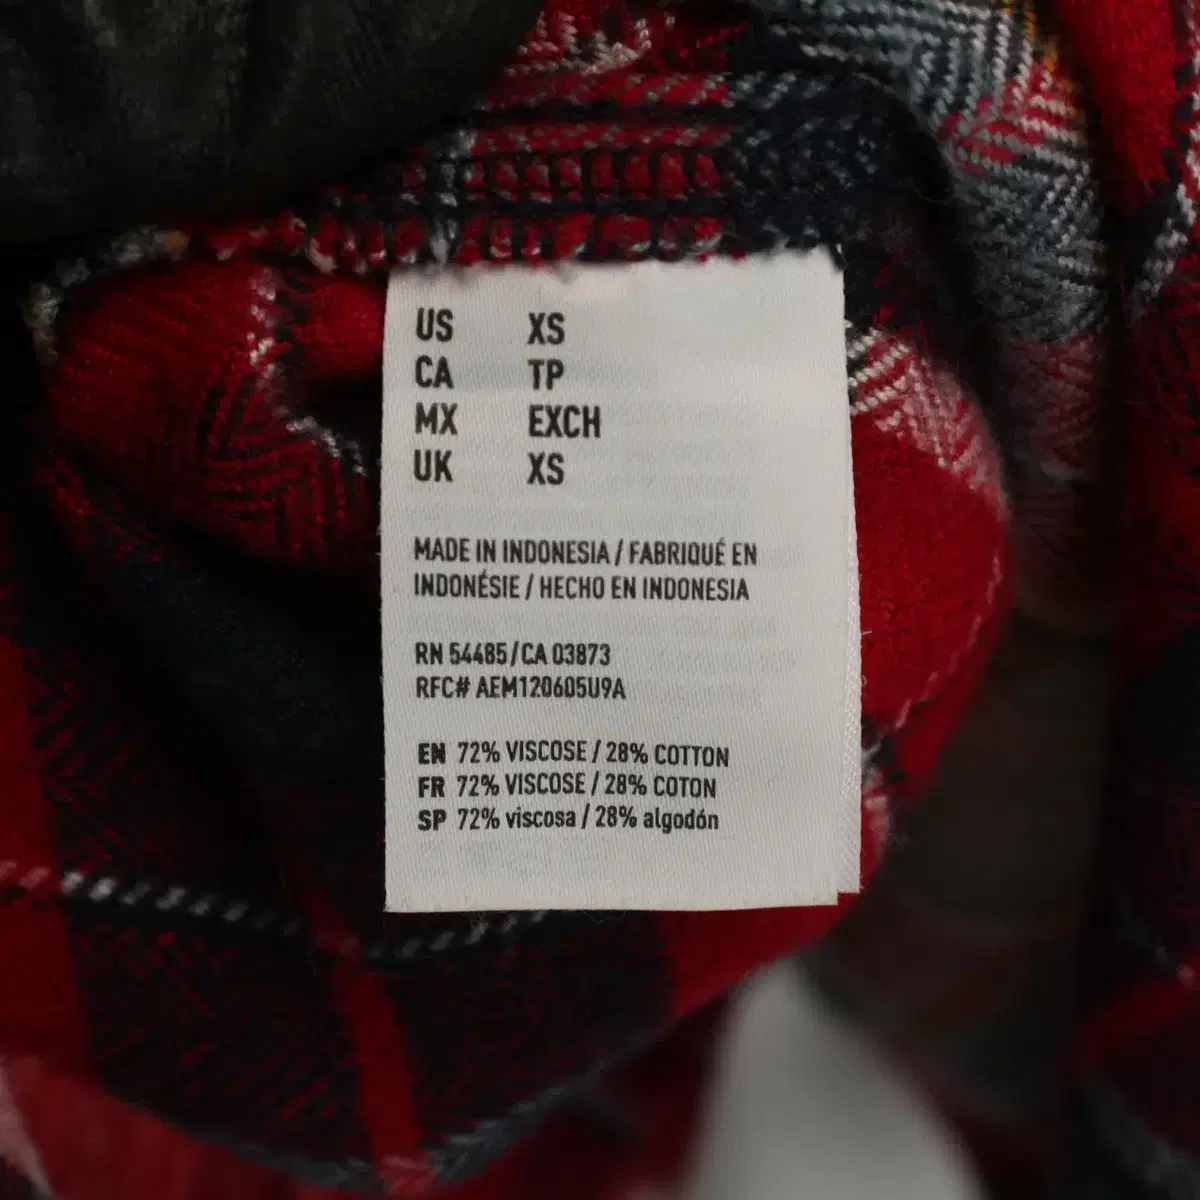 US XS
CA TP
MX EXCH
UK XS
MADE IN INDONESIA / FABRIQUÉ EN
INDONÉSIE / HECHO EN INDONESIA
RN 54485/CA 03873
RFC# AEM120605U9A
EN 72% VISCOSE / 28% COTTON
FR 72% VISCOSE / 28% COTON
SP 72% viscosa / 28% algodón